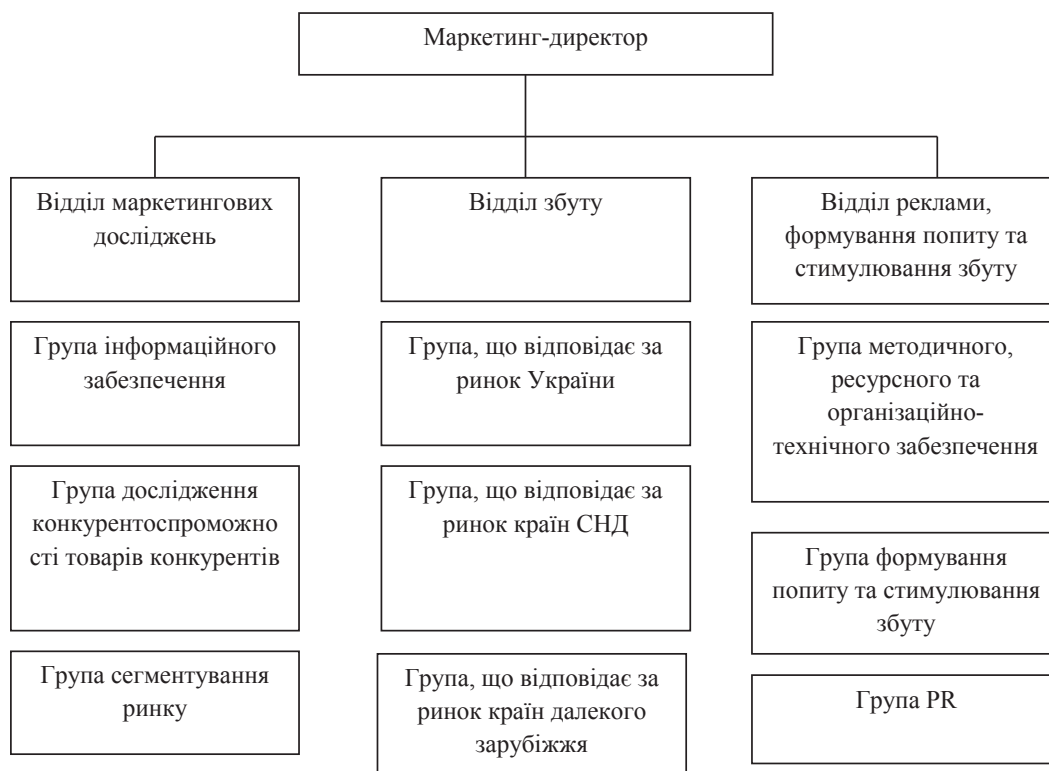 Маркетинг-директор
Відділ маркетингових
досліджень
Відділ збуту
Відділ реклами,
формування попиту та
стимулювання збуту
Група інформаційного
забезпечення
Група, що відповідає за
ринок України
Група методичного,
ресурсного та
організаційно-
технічного забезпечення
Група дослідження
конкурентоспроможно
сті товарів конкурентів
Група, що відповідає за
ринок країн СНД
Група формування
попиту та стимулювання
збуту
Група сегментування
ринку
Група, що відповідає за
ринок країн далекого
зарубіжжя
Група PR